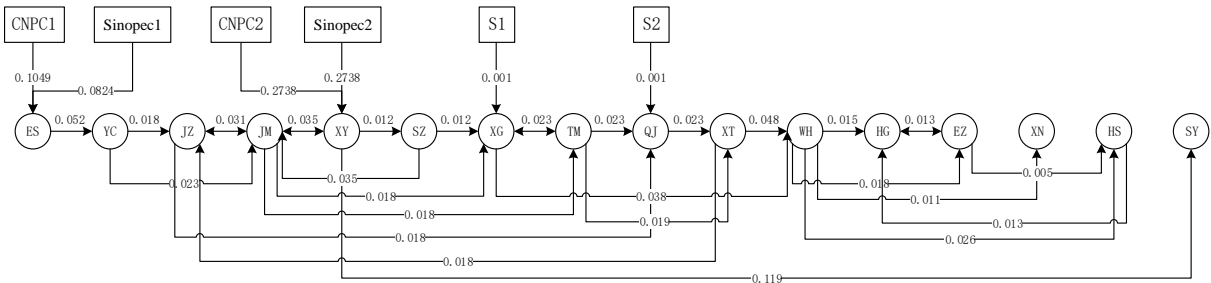 CNPC1 Sinopec1 CNPC2 Sinopec2 S1 S2
0.1049 0.2738 0.001 0.001
0.0824 0.2738
0.052 0.018 0.031 0.035 0.012 0.012 0.023 0.023 0.023 0.048 0.015 0.013
ES YC JZ JM XY SZ XG TM QJ XT WH HG EZ XN HS SY
0.035 0.005
0.023 0.018
0.018 0.038 0.011
0.018 0.019 0.013
0.018 0.026
0.018
0.119